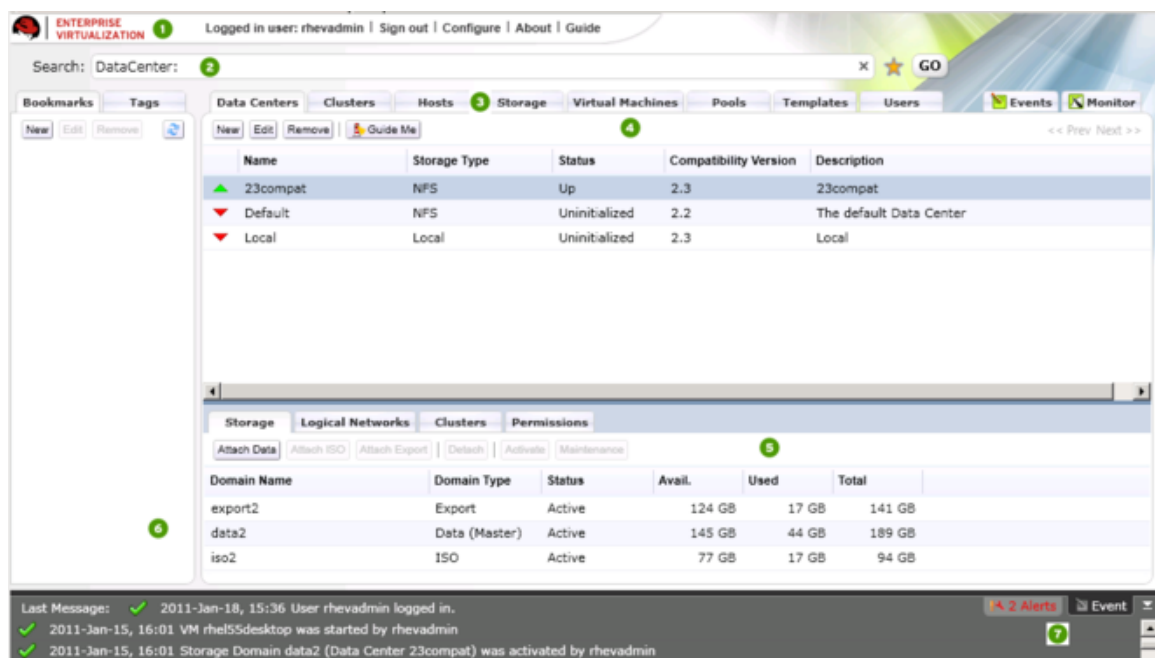 ENTERPRISE
VIRTUALIZATION 1 Logged in user: rhevadmin | Sign out | Configure | About | Guide
Search: DataCenter: 2 × GO
Bookmarks Tags Data Centers Clusters Hosts 3 Storage Virtual Machines Pools Templates Users Events Monitor
New Edit Remove New Edit Remove | Guide Me 4 << Prev Next >>
Name Storage Type Status Compatibility Version Description
23compat NFS Up 2.3 23compat
Default NFS Uninitialized 2.2 The default Data Center
Local Local Uninitialized 2.3 Local
Storage Logical Networks Clusters Permissions
Attach Data Attach ISO Attach Export | Detach | Activate Maintenance 5
Domain Name Domain Type Status Avail. Used Total
export2 Export Active 124 GB 17 GB 141 GB
6 data2 Data (Master) Active 145 GB 44 GB 189 GB
iso2 ISO Active 77 GB 17 GB 94 GB
Last Message: 2011-Jan-18, 15:36 User rhevadmin logged in. 2 Alerts Event
2011-Jan-15, 16:01 VM rhel55desktop was started by rhevadmin 7
2011-Jan-15, 16:01 Storage Domain data2 (Data Center 23compat) was activated by rhevadmin